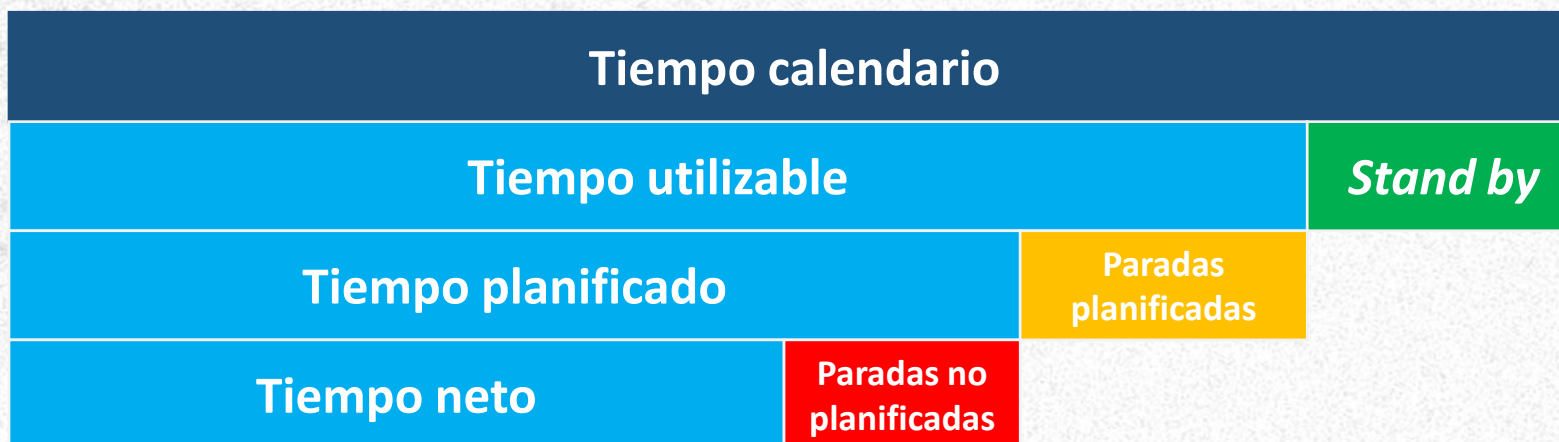 Tiempo calendario
Tiempo utilizable
Stand by
Tiempo planificado
Paradas
planificadas
Tiempo neto
Paradas no
planificadas